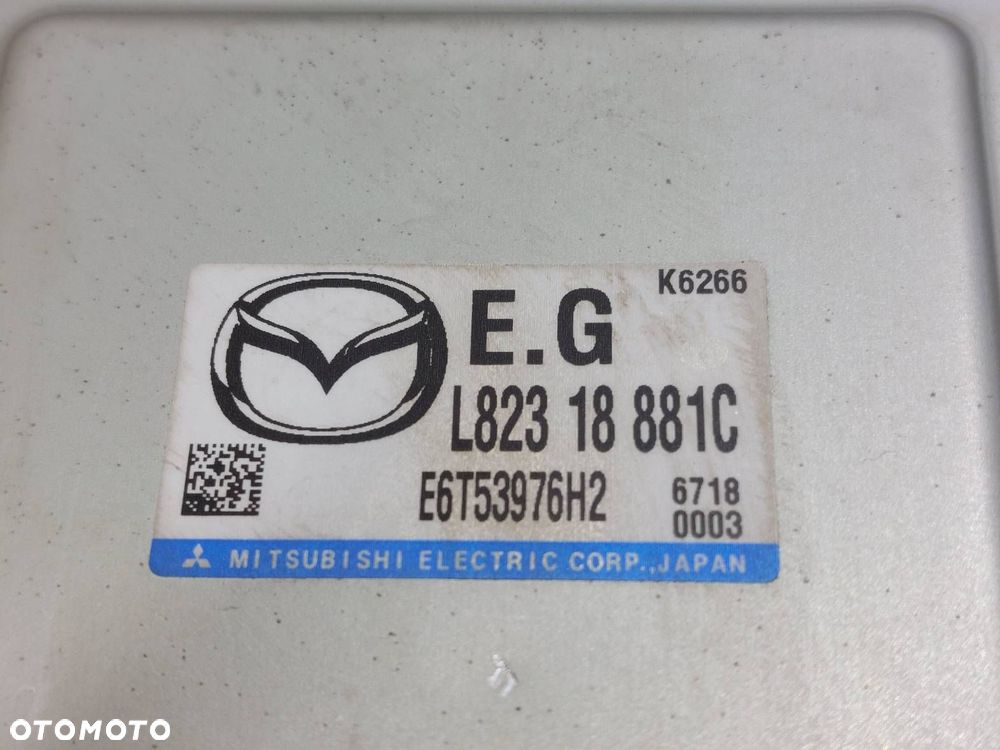 K6266
E.G
L823 18 881C
E6T53976H2 6718
0003
MITSUBISHI ELECTRIC CORP.,JAPAN
OTOMOTO